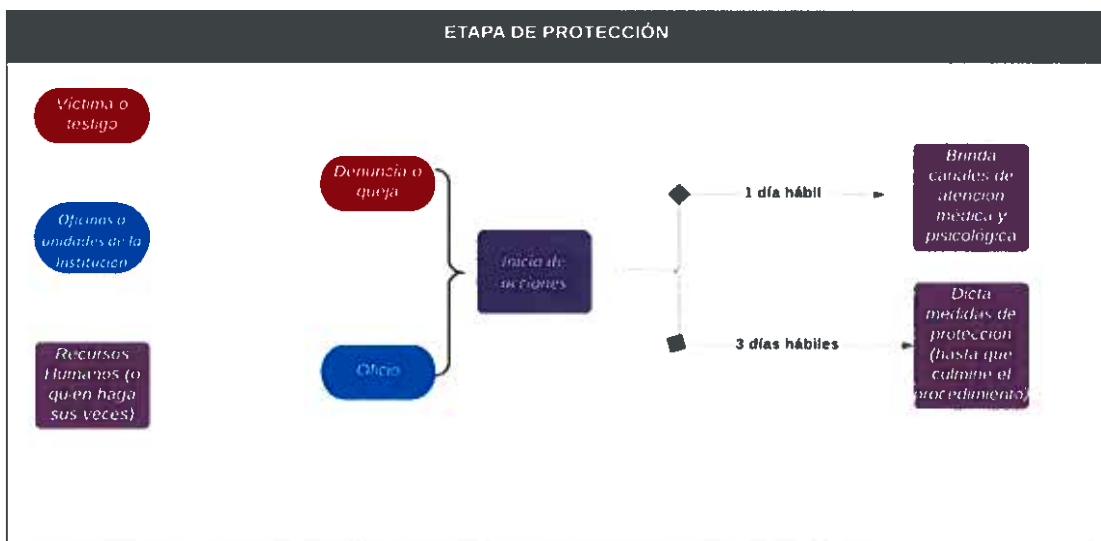 ETAPA DE PROTECCIÓN
Víctima o
testigo
Oficinas o
unidades de la
Institución
Recursos
Humanos (o
quien haga
sus veces)
Denuncia o
queja
Oficio
Inicio de
acciones
1 día hábil
3 días hábiles
Brinda
canales de
atención
médica y
pisicológica
Dicta
medidas de
protección
(hasta que
culmine el
procedimiento)